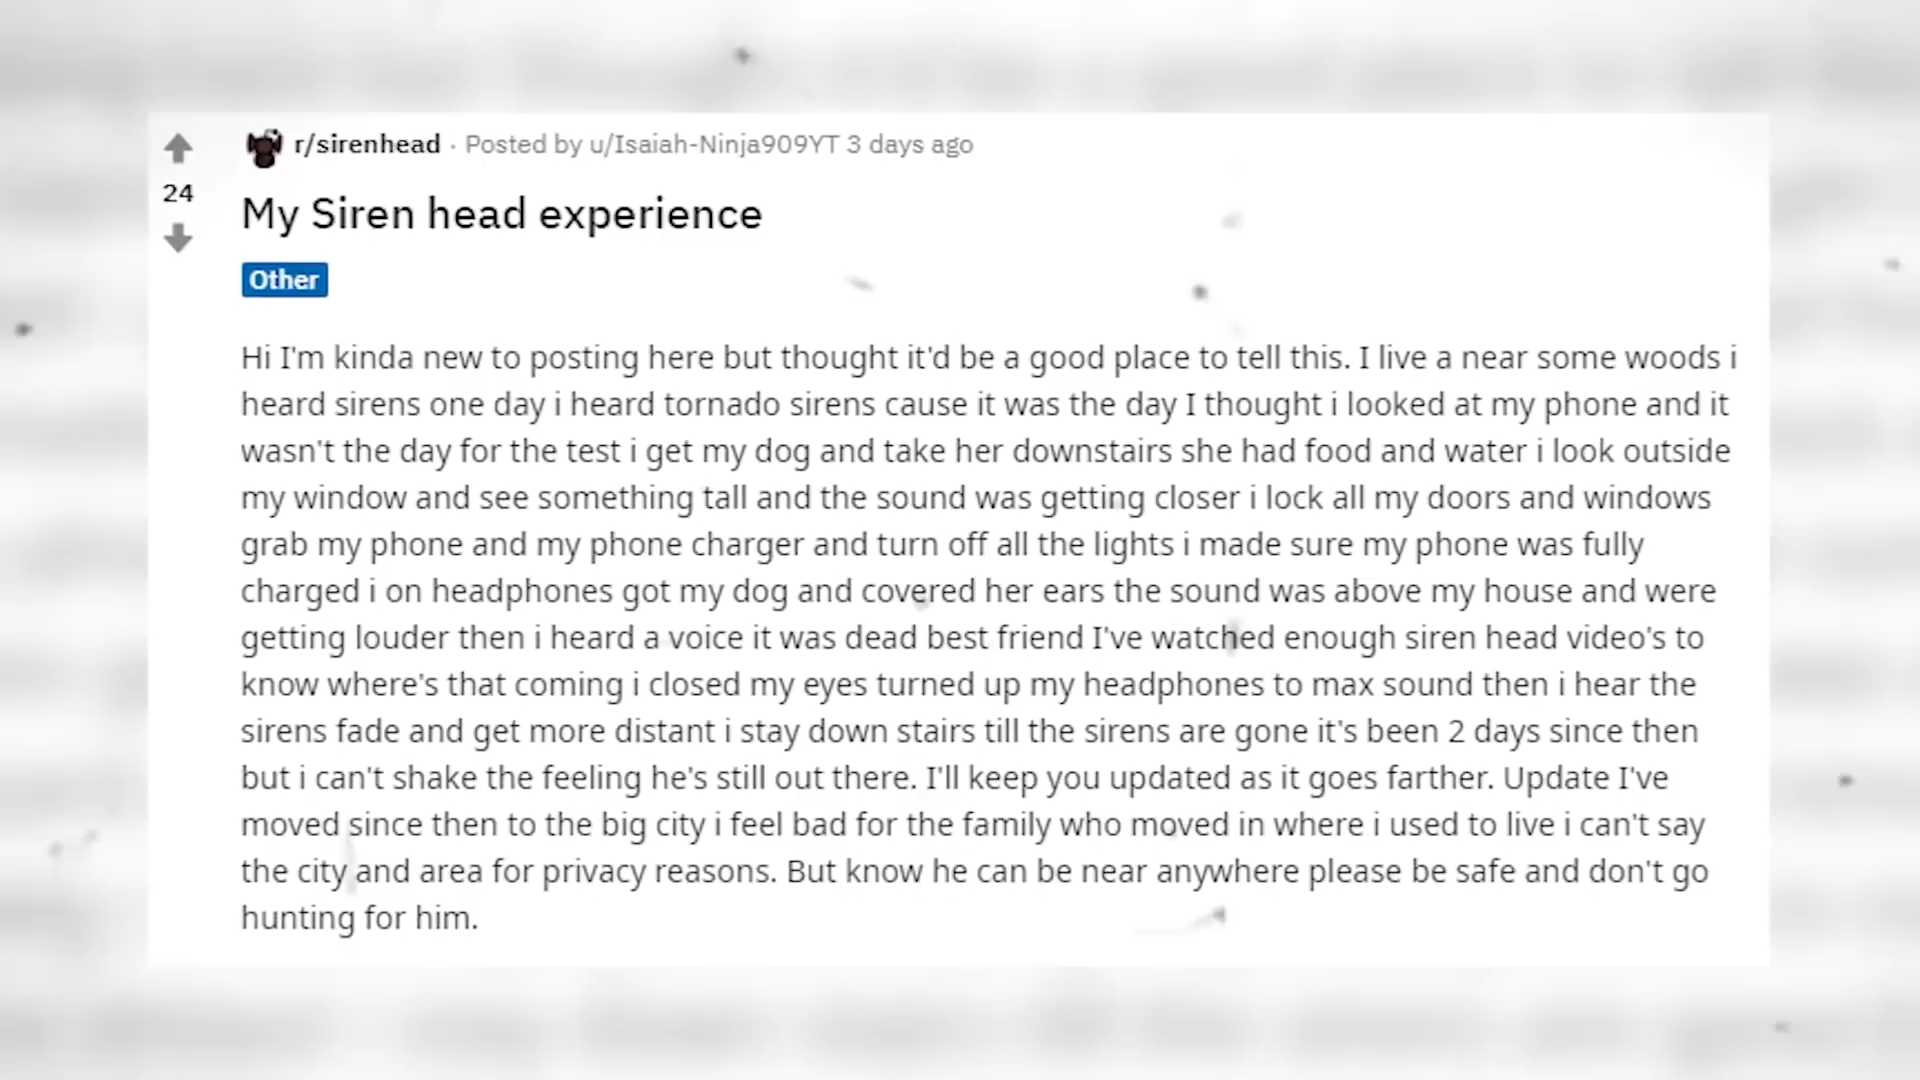 r/sirenhead · Posted by u/Isaiah-Ninja909YT 3 days ago
24
My Siren head experience
Other
Hi I'm kinda new to posting here but thought it'd be a good place to tell this. I live a near some woods i
heard sirens one day i heard tornado sirens cause it was the day I thought i looked at my phone and it
wasn't the day for the test i get my dog and take her downstairs she had food and water i look outside
my window and see something tall and the sound was getting closer i lock all my doors and windows
grab my phone and my phone charger and turn off all the lights i made sure my phone was fully
charged i on headphones got my dog and covered her ears the sound was above my house and were
getting louder then i heard a voice it was dead best friend I've watched enough siren head video's to
know where's that coming i closed my eyes turned up my headphones to max sound then i hear the
sirens fade and get more distant i stay down stairs till the sirens are gone it's been 2 days since then
but i can't shake the feeling he's still out there. I'll keep you updated as it goes farther. Update I've
moved since then to the big city i feel bad for the family who moved in where i used to live i can't say
the city and area for privacy reasons. But know he can be near anywhere please be safe and don't go
hunting for him.